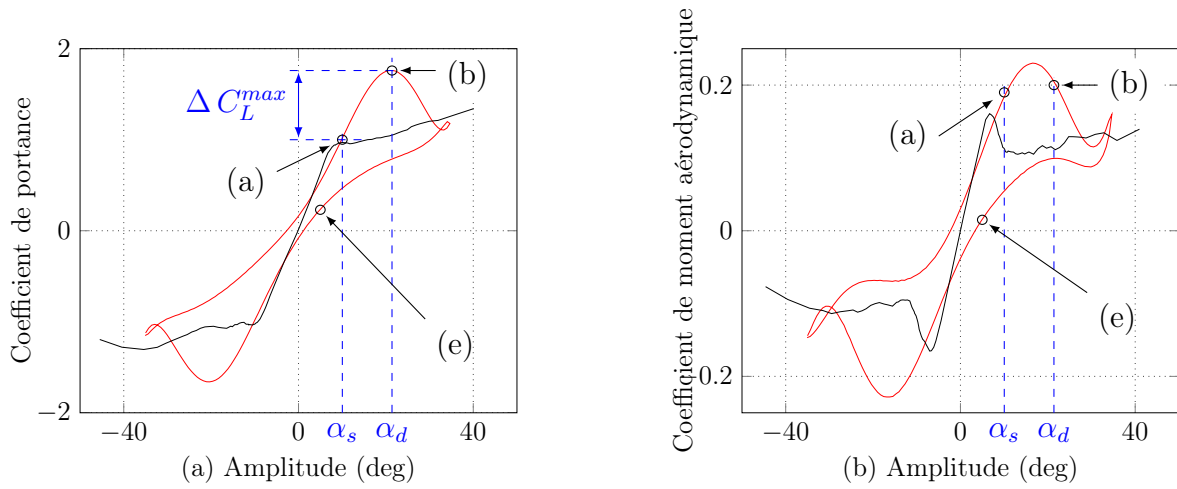 2
0
−2
Coefficient de portance
Δ C_L^{max}
(a)
(b)
(e)
−40
0
α_s
α_d
40
(a) Amplitude (deg)
0.2
0
−0.2
Coefficient de moment aérodynamique
(a)
(b)
(e)
−40
0
α_s
α_d
40
(b) Amplitude (deg)